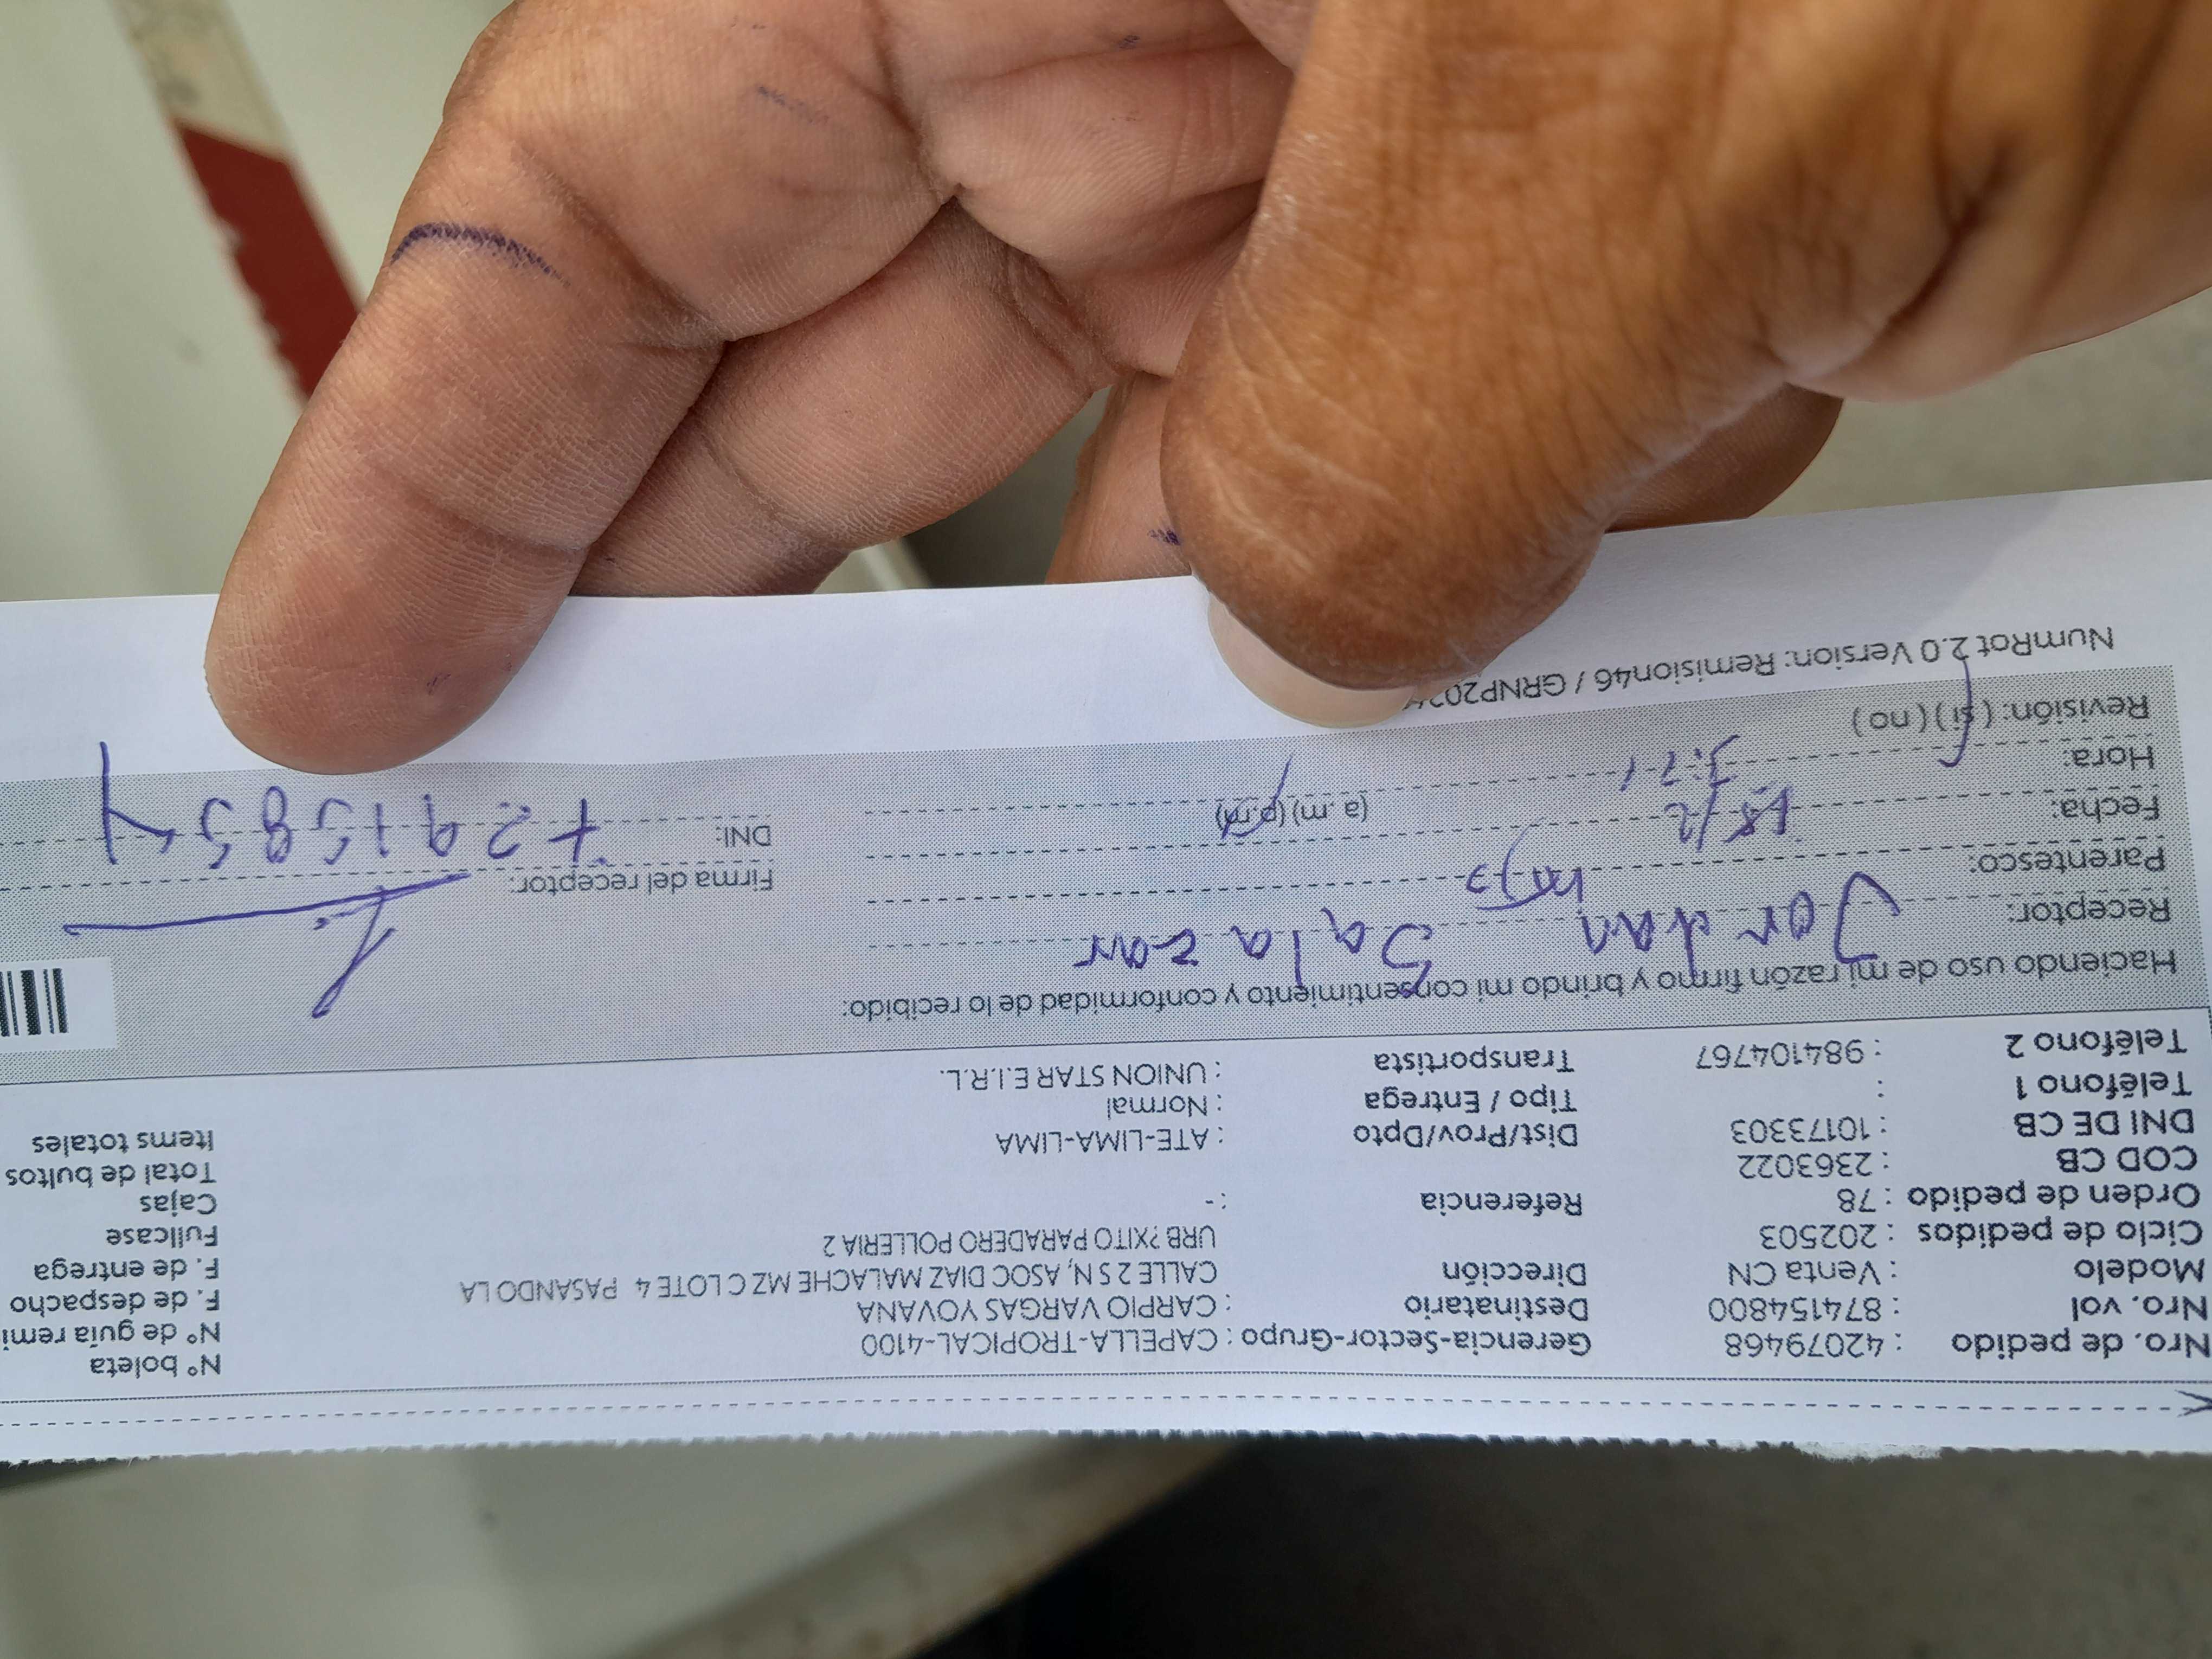 Nro. de pedido : 42079468 Gerencia-Sector-Grupo : CAPELLA-TROPICAL-4100 N° boleta
Nro. vol : 874154800 Destinatario : CARPIO VARGAS YOVANA N° de guía remi
Modelo : Venta CN Dirección CALLE 2 S N, ASOC DIAZ MALACHE MZ C LOTE 4 PASANDO LA F. de despacho
Ciclo de pedidos : 202503 URB ?XITO PARADERO POLLERIA 2 F. de entrega
Orden de pedido : 78 Referencia : - Fullcase
COD CB : 2363022 Cajas
DNI DE CB : 10173303 Dist/Prov/Dpto : ATE-LIMA-LIMA Total de bultos
Teléfono 1 : Tipo / Entrega : Normal Items totales
Teléfono 2 : 984104767 Transportista : UNION STAR E.I.R.L.
Haciendo uso de mi razón firmo y brindo mi consentimiento y conformidad de lo recibido:
Receptor: Jordan Salazar
Parentesco: Firma del receptor:
Fecha: DNI:
Hora: (a. m) (p.m)
Revisión: ( si ) ( no )
NumRot 2.0 Version: Remision46 / GRNP202